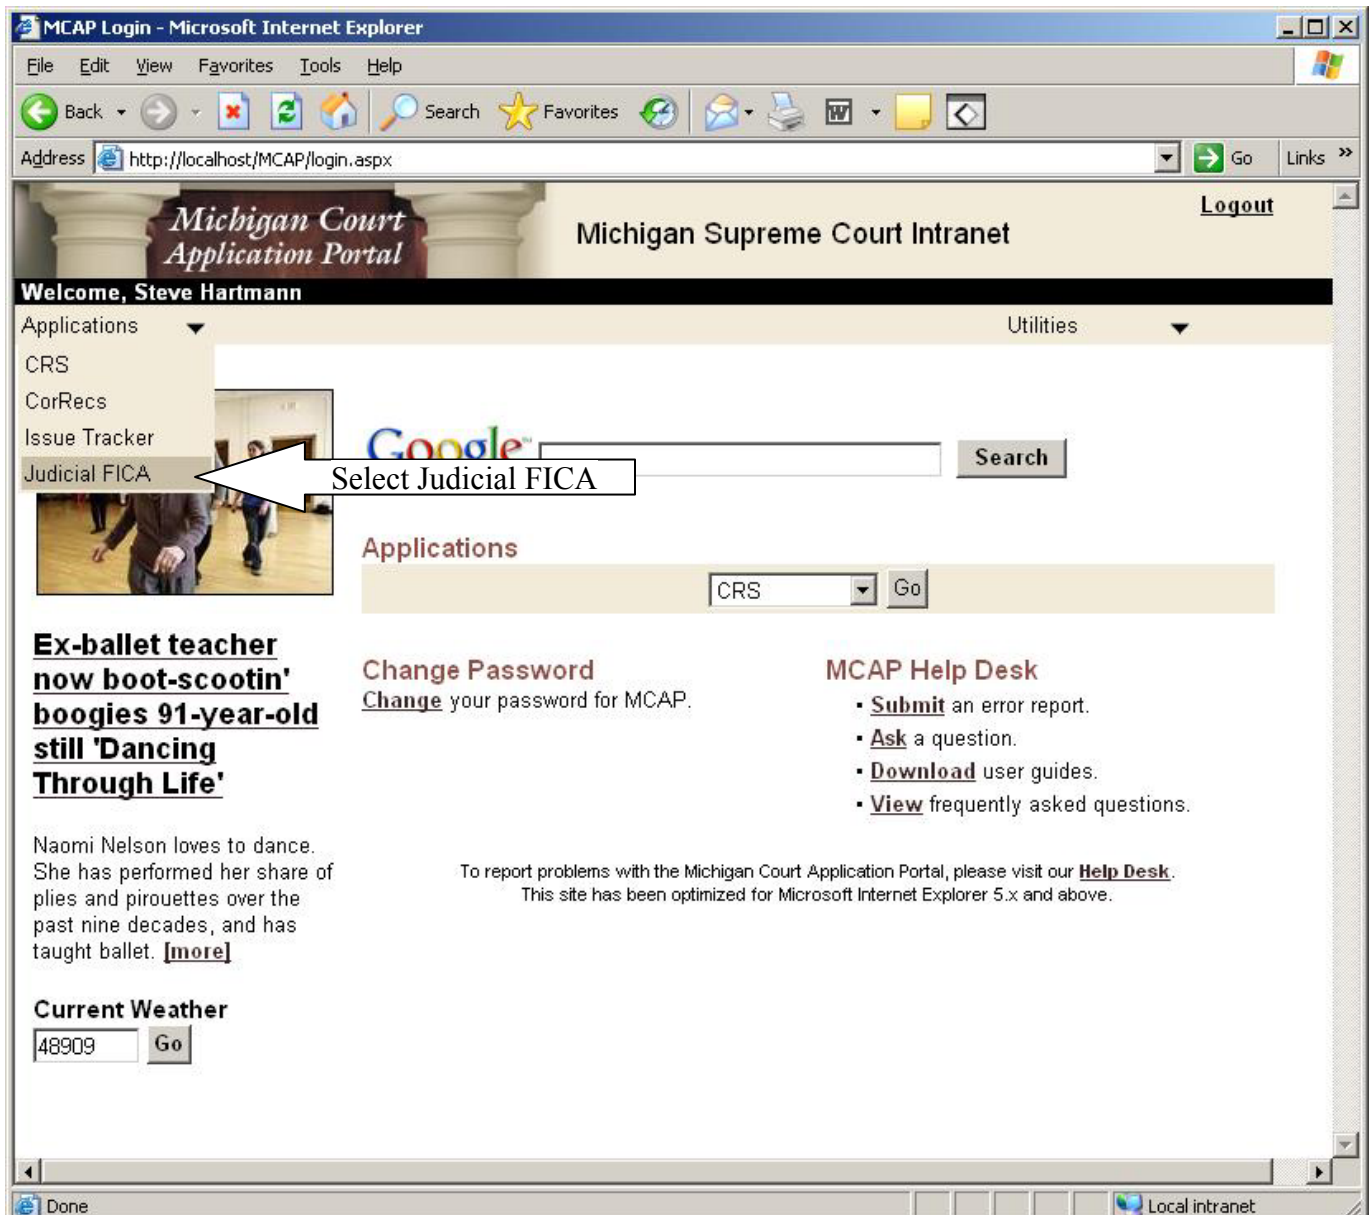 MCAP Login - Microsoft Internet Explorer
File Edit View Favorites Tools Help
Back Search Favorites
Address http://localhost/MCAP/login.aspx Go Links »
Michigan Court
Application Portal
Michigan Supreme Court Intranet
Logout
Welcome, Steve Hartmann
Applications Utilities
CRS
CorRecs
Issue Tracker
Judicial FICA
Select Judicial FICA
Google™ Search
Applications
CRS Go
Ex-ballet teacher
now boot-scootin'
boogies 91-year-old
still 'Dancing
Through Life'
Naomi Nelson loves to dance.
She has performed her share of
plies and pirouettes over the
past nine decades, and has
taught ballet. [more]
Current Weather
48909 Go
Change Password
Change your password for MCAP.
MCAP Help Desk
▪ Submit an error report.
▪ Ask a question.
▪ Download user guides.
▪ View frequently asked questions.
To report problems with the Michigan Court Application Portal, please visit our Help Desk.
This site has been optimized for Microsoft Internet Explorer 5.x and above.
Done Local intranet